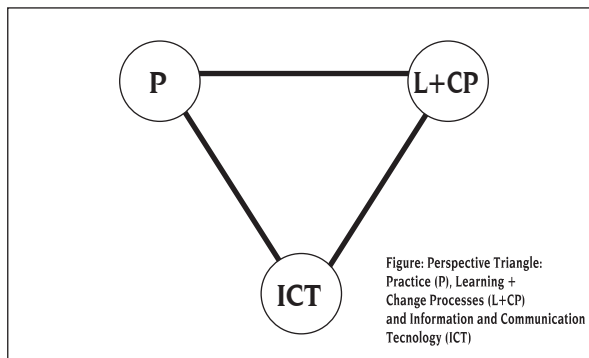 P
L+CP
ICT
Figure: Perspective Triangle:
Practice (P), Learning +
Change Processes (L+CP)
and Information and Communication
Tecnology (ICT)